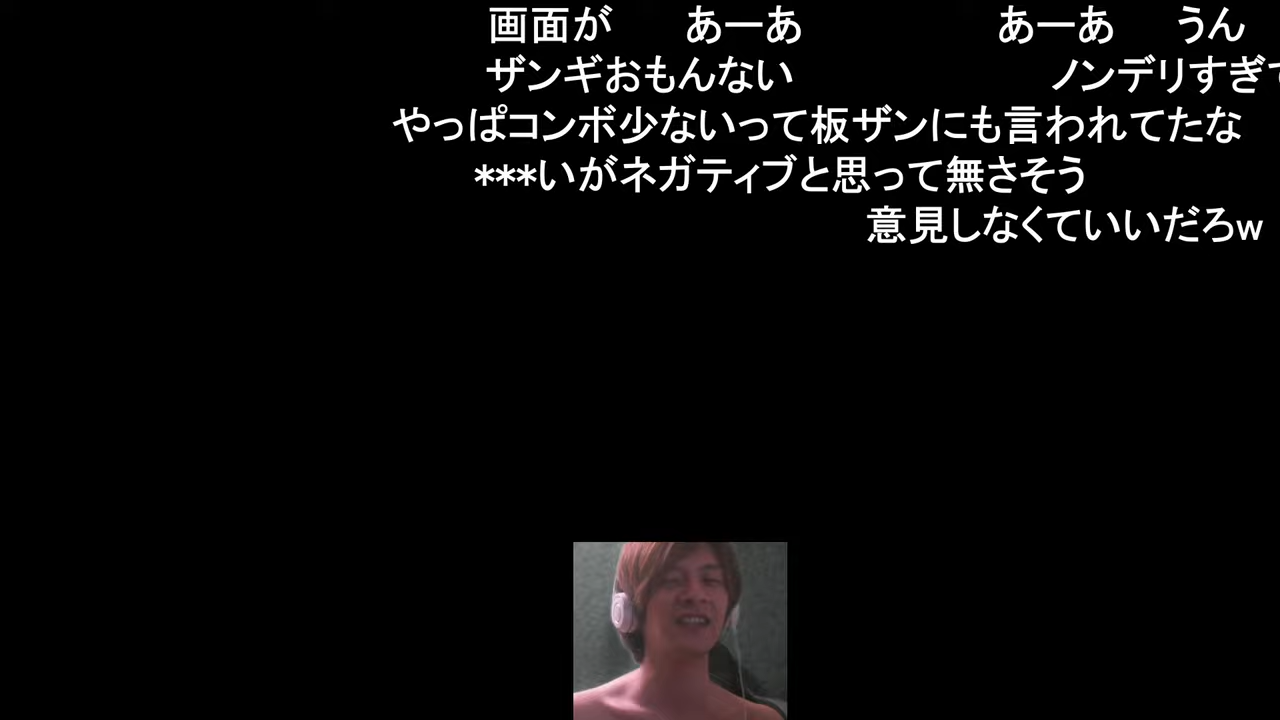 画面が あーあ あーあ うん
ザンギおもんない ノンデリすぎて
やっぱコンボ少ないって板ザンにも言われてたな
***いがネガティブと思って無さそう
意見しなくていいだろw